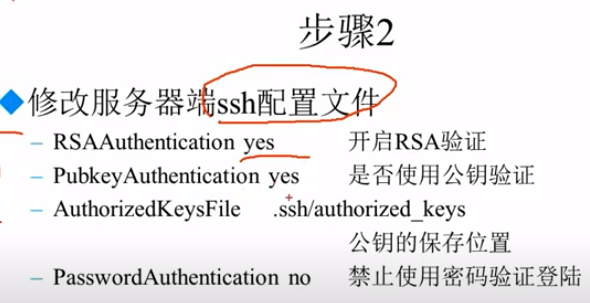 步骤2
修改服务器端ssh配置文件
– RSAAuthentication yes 开启RSA验证
– PubkeyAuthentication yes 是否使用公钥验证
– AuthorizedKeysFile .ssh/authorized_keys
公钥的保存位置
– PasswordAuthentication no 禁止使用密码验证登陆